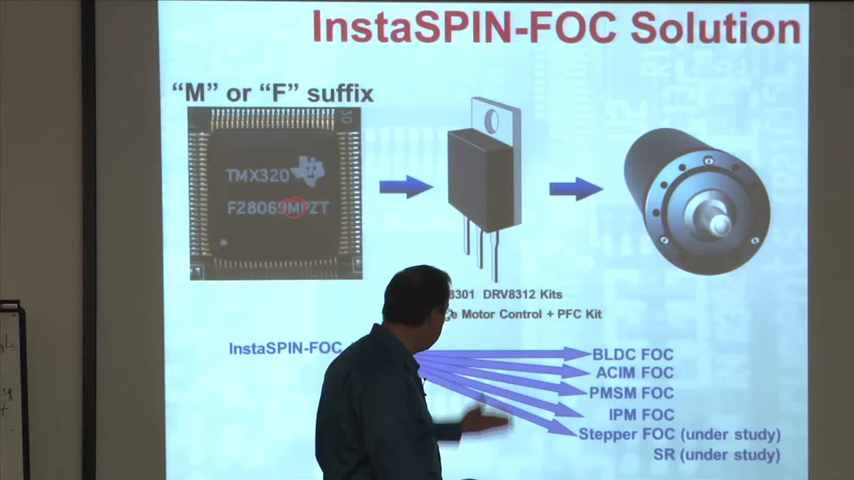 InstaSPIN-FOC Solution
"M" or "F" suffix
TMX320
F28069MPZT
8301 DRV8312 Kits
e Motor Control + PFC Kit
InstaSPIN-FOC
BLDC FOC
ACIM FOC
PMSM FOC
IPM FOC
Stepper FOC (under study)
SR (under study)